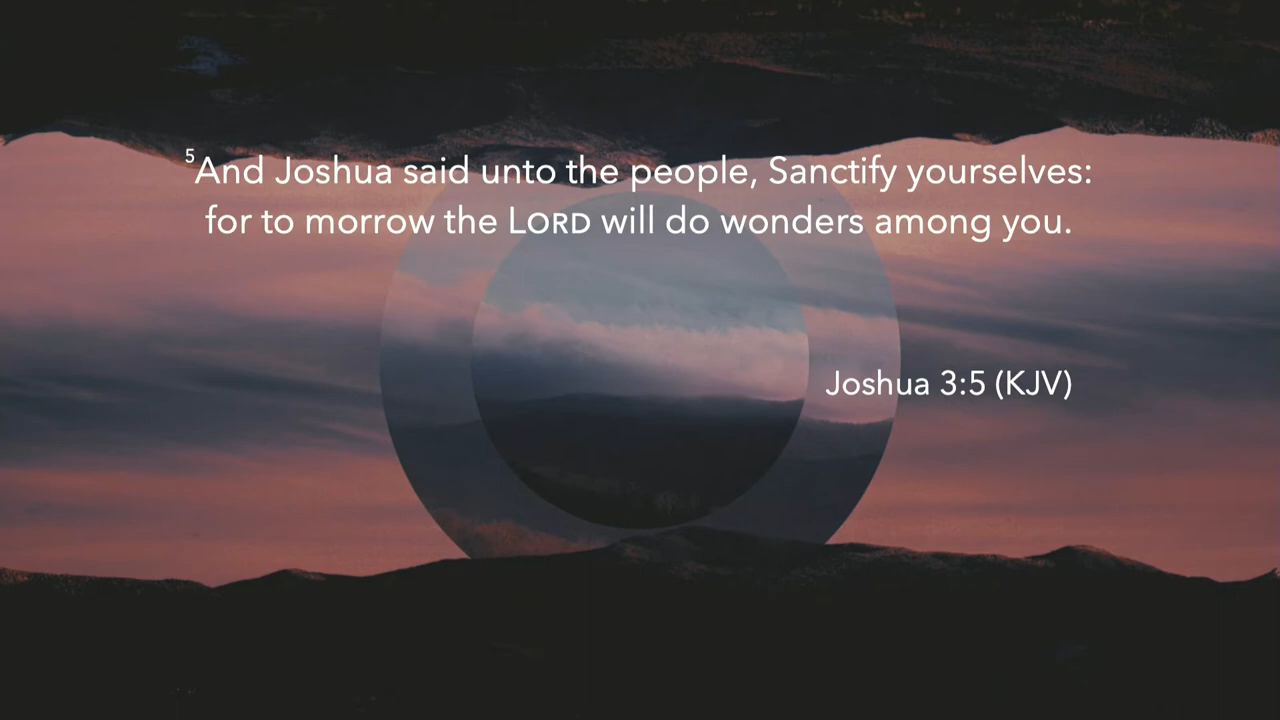 5And Joshua said unto the people, Sanctify yourselves:
for to morrow the LORD will do wonders among you.
Joshua 3:5 (KJV)